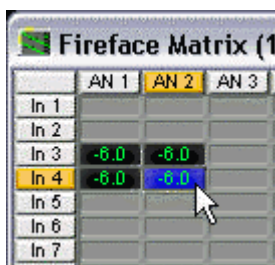 Fireface Matrix (1
AN 1 AN 2 AN 3
In 1
In 2
In 3 -6.0 -6.0
In 4 -6.0 -6.0
In 5
In 6
In 7